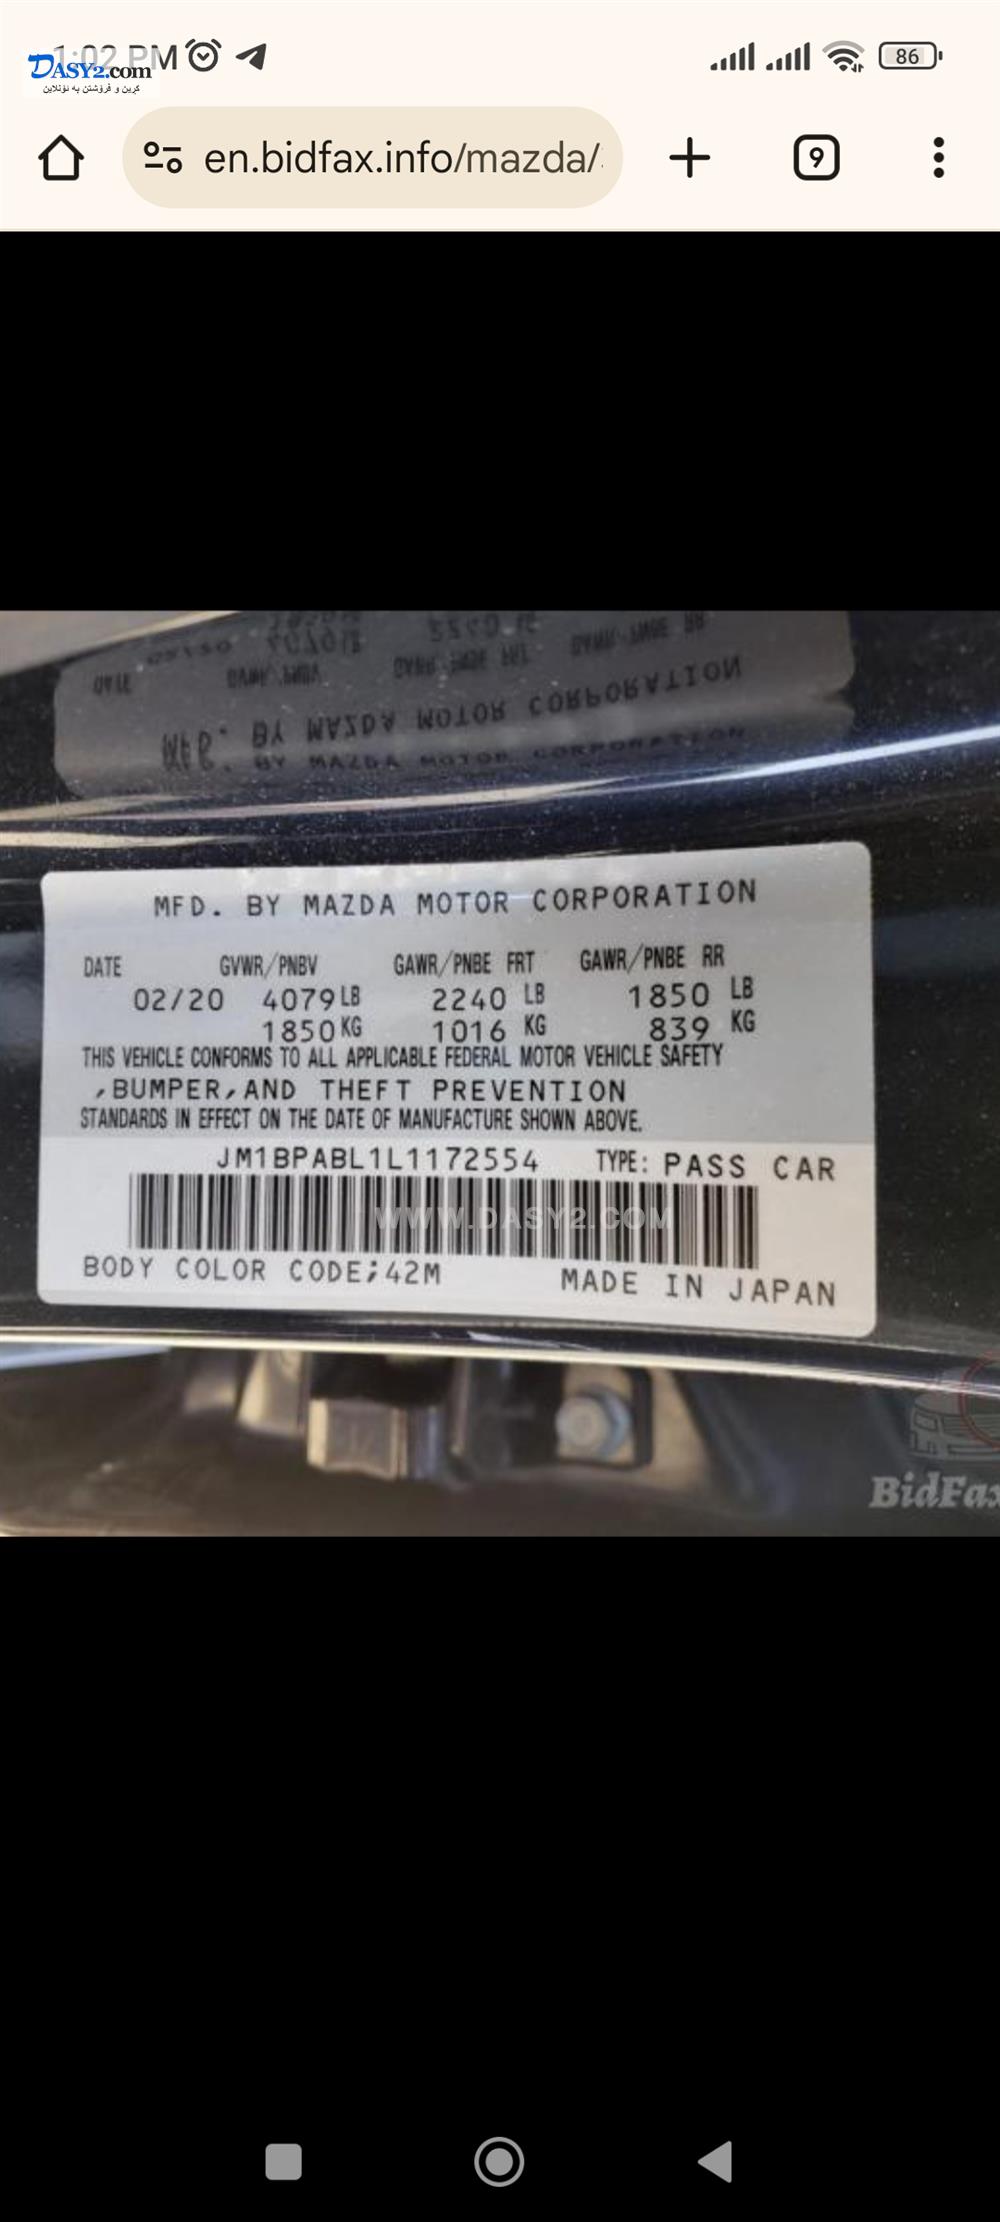 1:02 PM
86
DASY2.com
کڕین و فرۆشتن بە ئۆنلاین
en.bidfax.info/mazda/
9
MFD. BY MAZDA MOTOR CORPORATION
DATE GVWR/PNBV GAWR/PNBE FRT GAWR/PNBE RR
02/20 4079 LB 2240 LB 1850 LB
1850 KG 1016 KG 839 KG
THIS VEHICLE CONFORMS TO ALL APPLICABLE FEDERAL MOTOR VEHICLE SAFETY
,BUMPER,AND THEFT PREVENTION
STANDARDS IN EFFECT ON THE DATE OF MANUFACTURE SHOWN ABOVE.
JM1BPABL1L1172554 TYPE: PASS CAR
WWW.DASY2.COM
BODY COLOR CODE;42M MADE IN JAPAN
BidFax